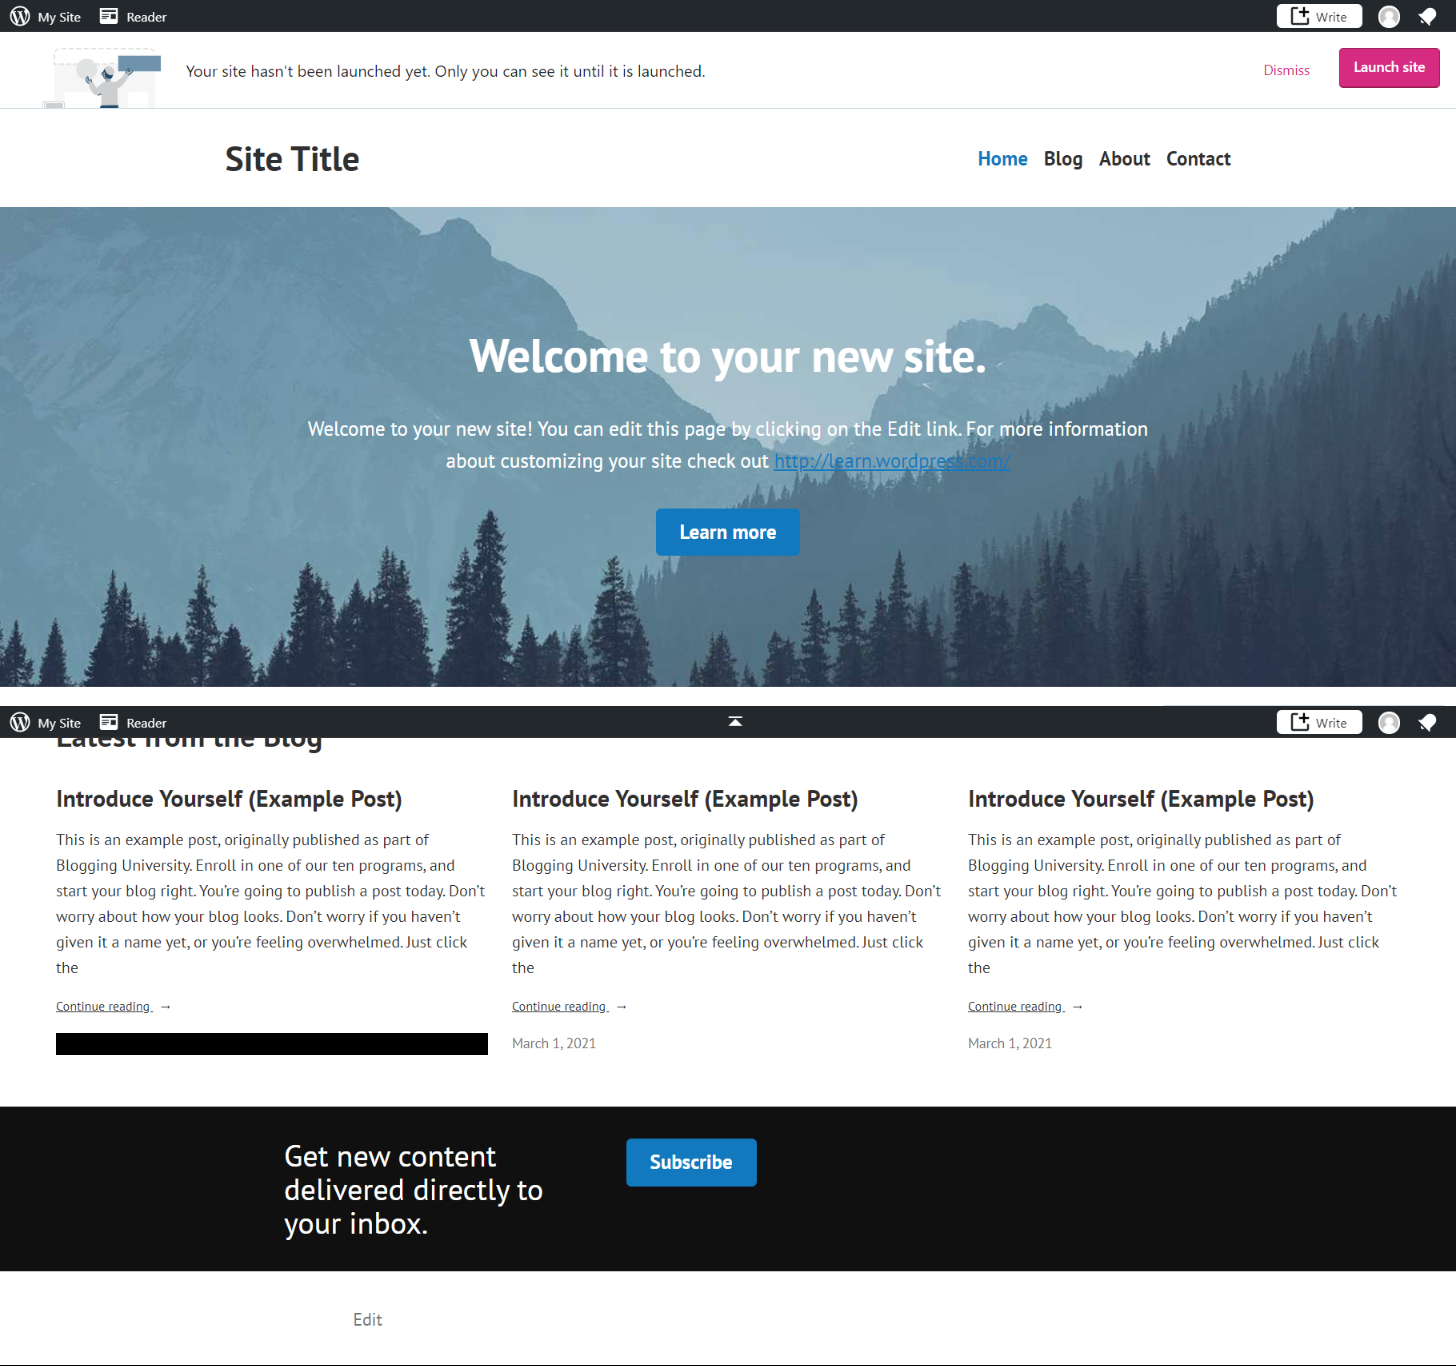 My Site Reader Write
Your site hasn't been launched yet. Only you can see it until it is launched.
Dismiss
Launch site
Site Title
Home Blog About Contact
Welcome to your new site.
Welcome to your new site! You can edit this page by clicking on the Edit link. For more information
about customizing your site check out http://learn.wordpress.com/
Learn more
My Site Reader Write
Latest from the Blog
Introduce Yourself (Example Post)
This is an example post, originally published as part of
Blogging University. Enroll in one of our ten programs, and
start your blog right. You’re going to publish a post today. Don’t
worry about how your blog looks. Don’t worry if you haven’t
given it a name yet, or you’re feeling overwhelmed. Just click
the
Continue reading →
Introduce Yourself (Example Post)
This is an example post, originally published as part of
Blogging University. Enroll in one of our ten programs, and
start your blog right. You’re going to publish a post today. Don’t
worry about how your blog looks. Don’t worry if you haven’t
given it a name yet, or you’re feeling overwhelmed. Just click
the
Continue reading →
March 1, 2021
Introduce Yourself (Example Post)
This is an example post, originally published as part of
Blogging University. Enroll in one of our ten programs, and
start your blog right. You’re going to publish a post today. Don’t
worry about how your blog looks. Don’t worry if you haven’t
given it a name yet, or you’re feeling overwhelmed. Just click
the
Continue reading →
March 1, 2021
Get new content
delivered directly to
your inbox.
Subscribe
Edit